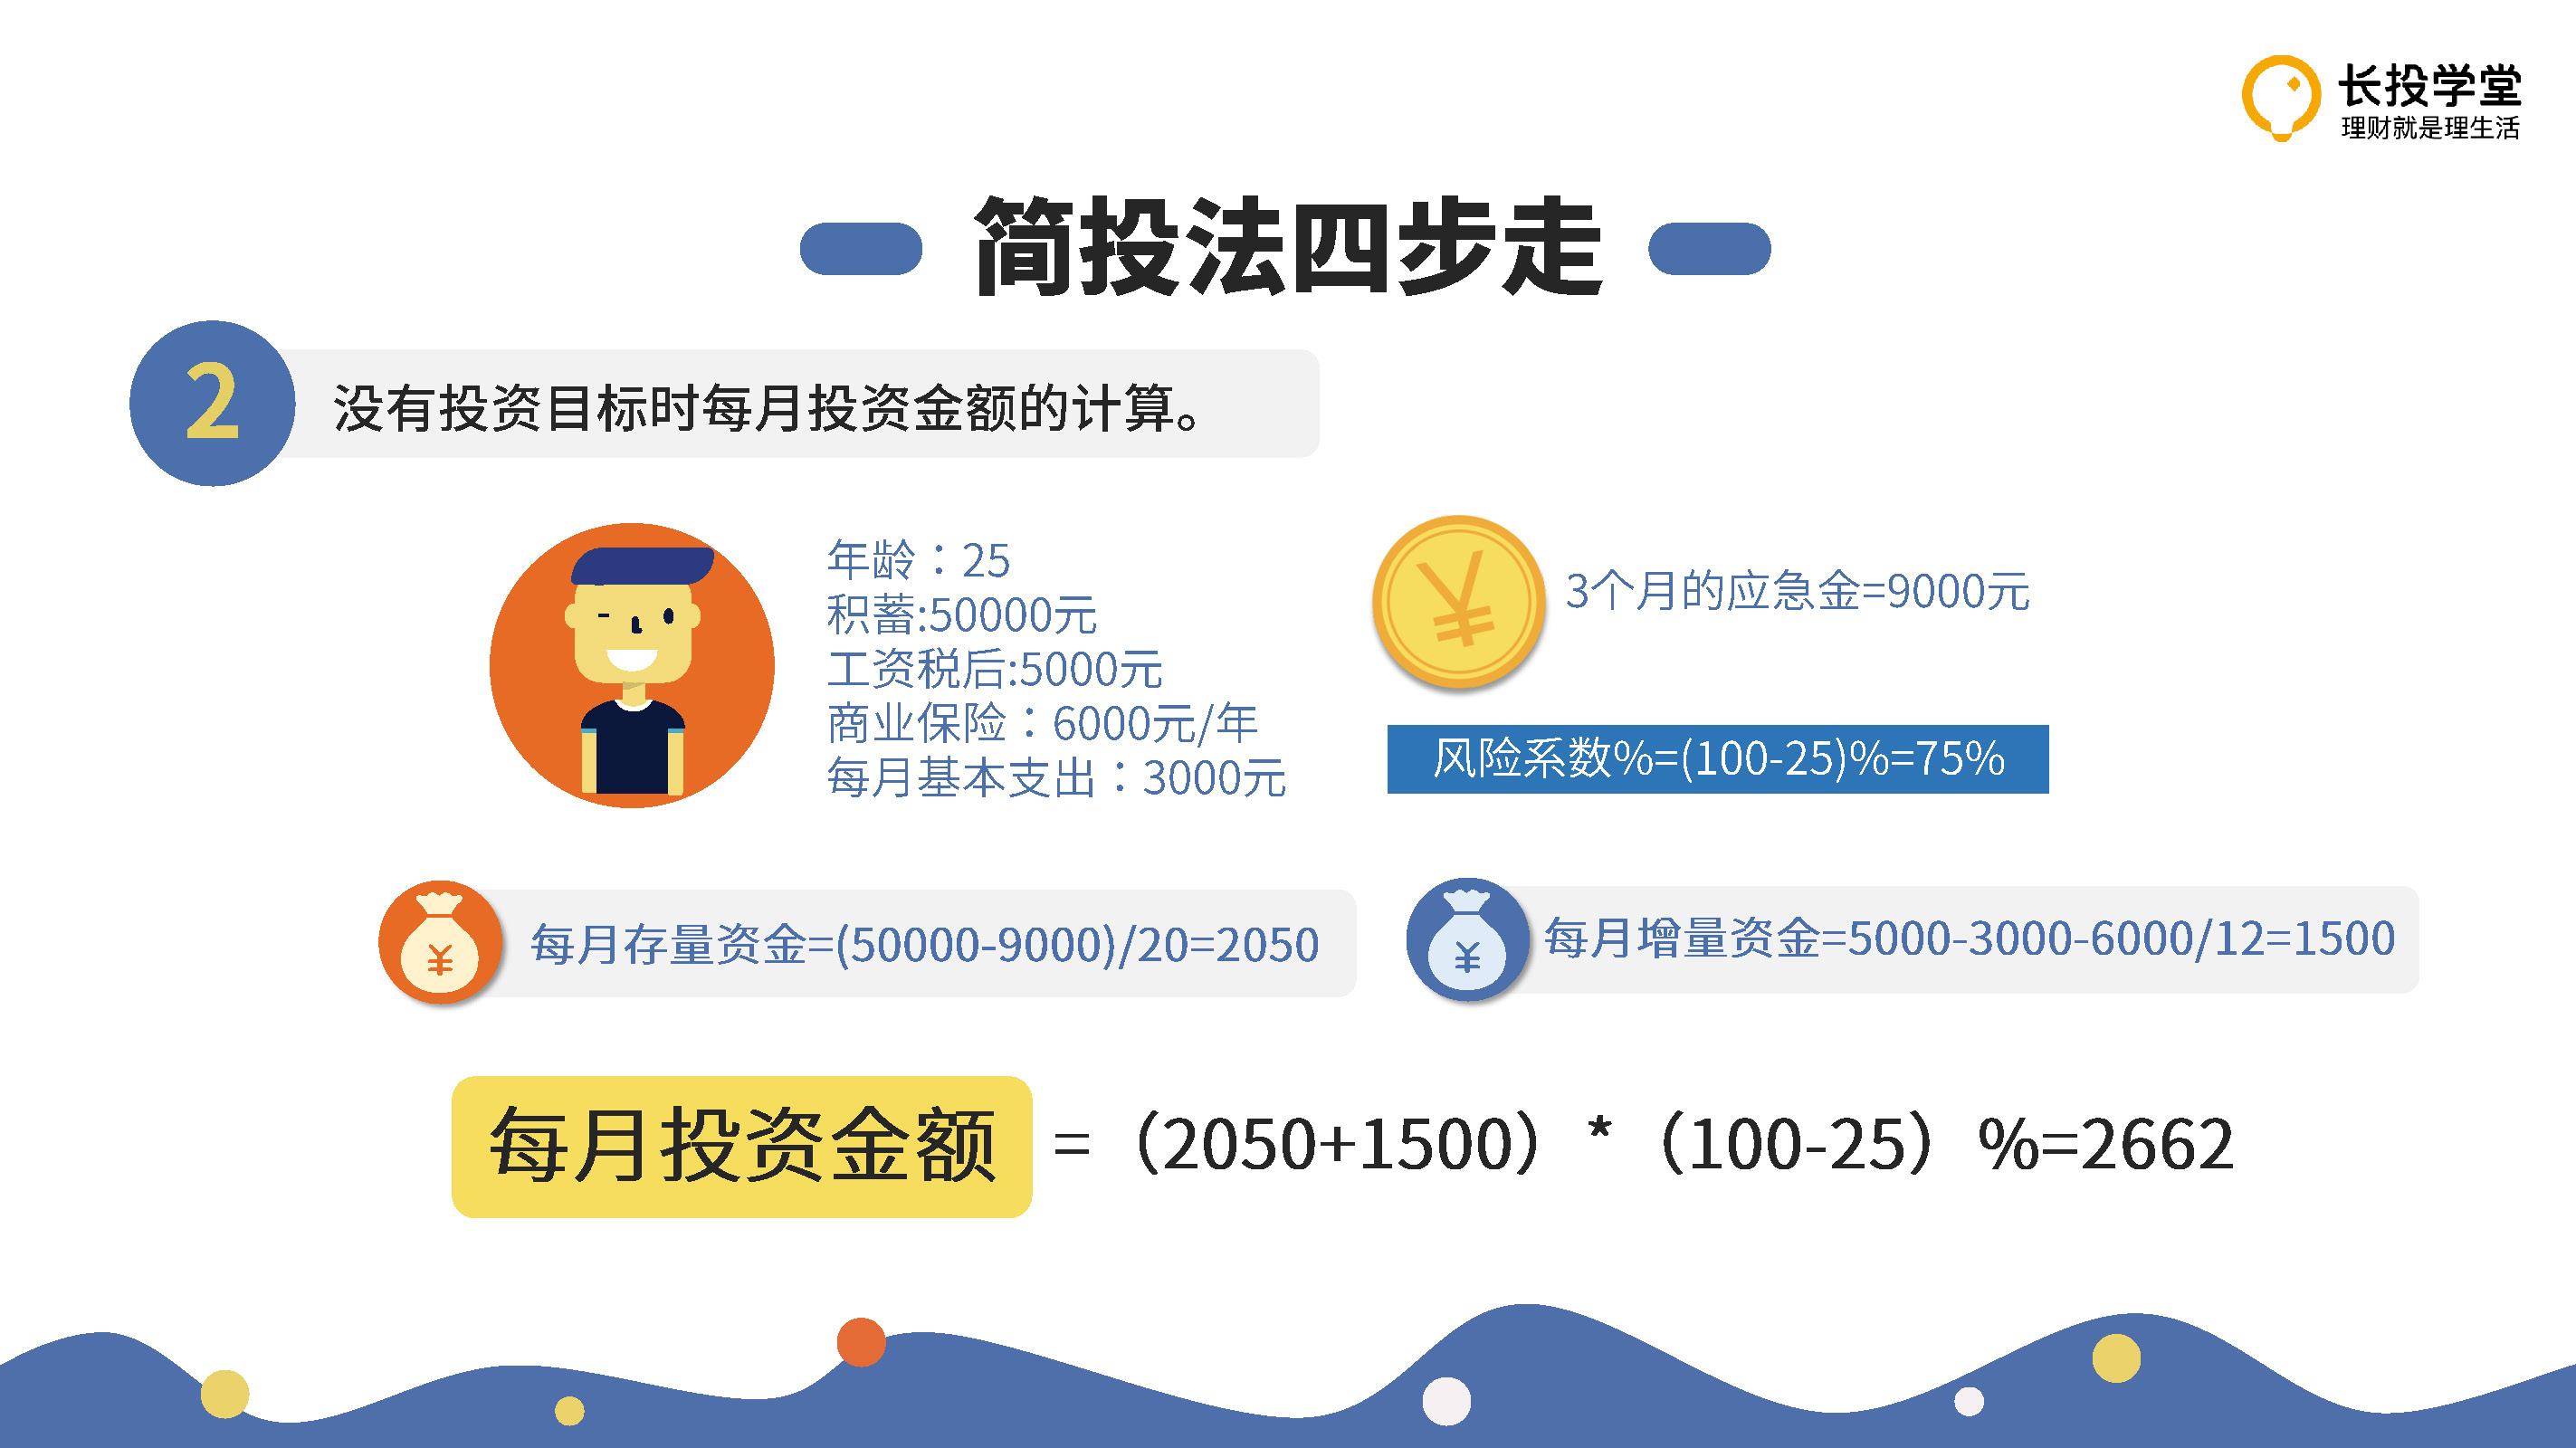 长投学堂
理财就是理生活
简投法四步走
2
没有投资目标时每月投资金额的计算。
年龄：25
积蓄:50000元
工资税后:5000元
商业保险：6000元/年
每月基本支出：3000元
¥
3个月的应急金=9000元
风险系数%=(100-25)%=75%
¥
每月存量资金=(50000-9000)/20=2050
¥
每月增量资金=5000-3000-6000/12=1500
每月投资金额 =（2050+1500）*（100-25）%=2662